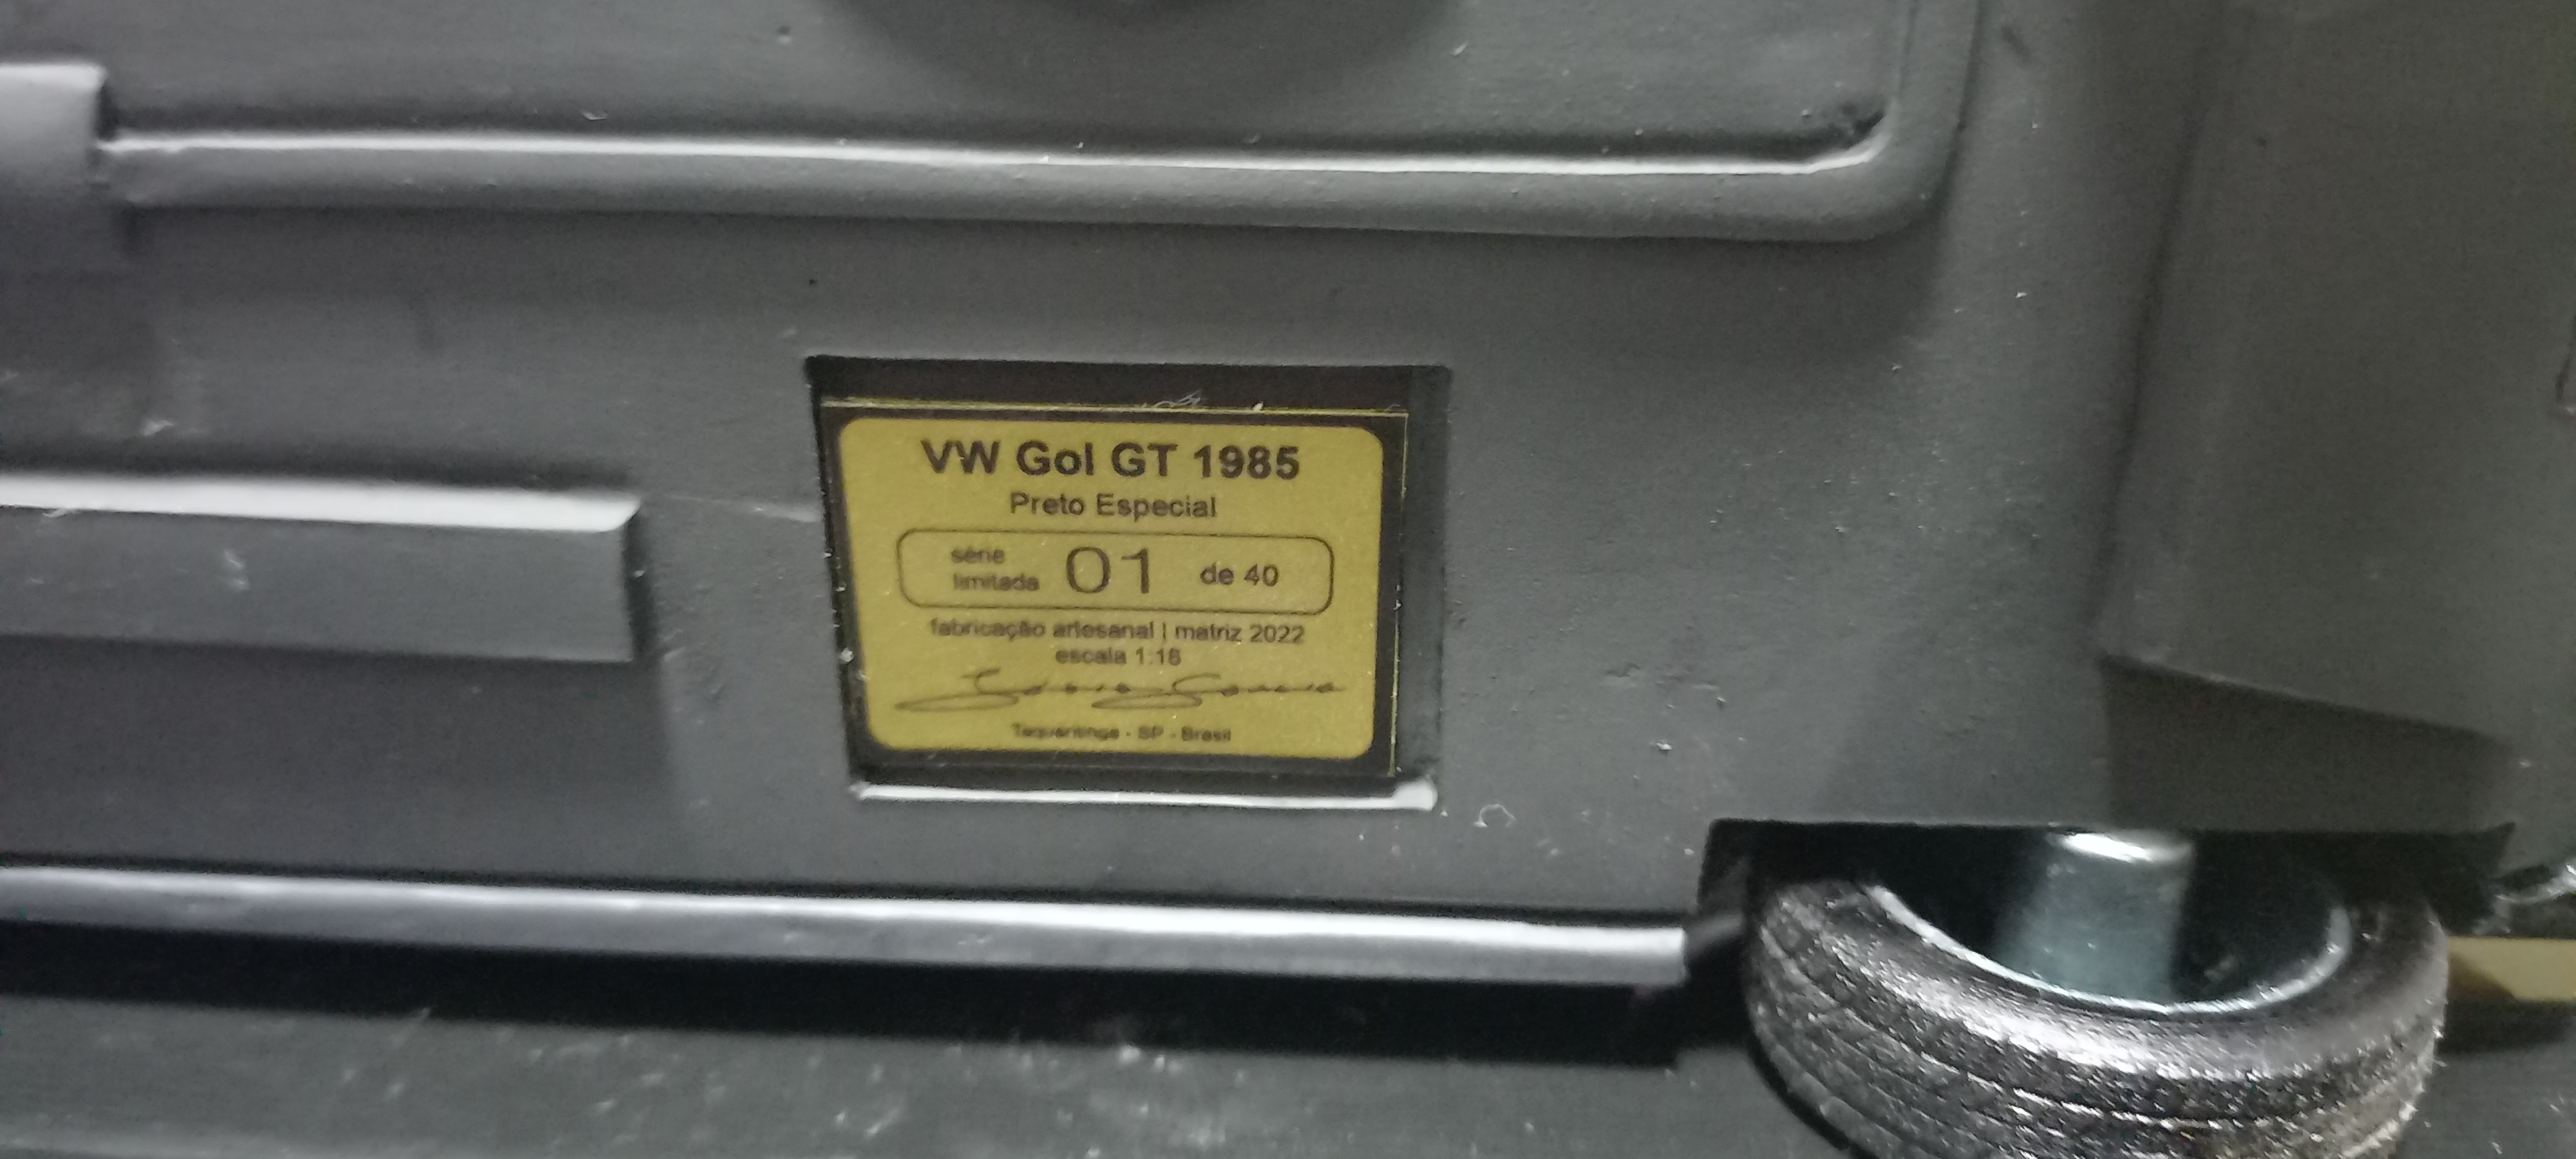 VW Gol GT 1985
Preto Especial
série
limitada
01
de 40
fabricação artesanal | matriz 2022
escala 1:18
Taquaritinga - SP - Brasil